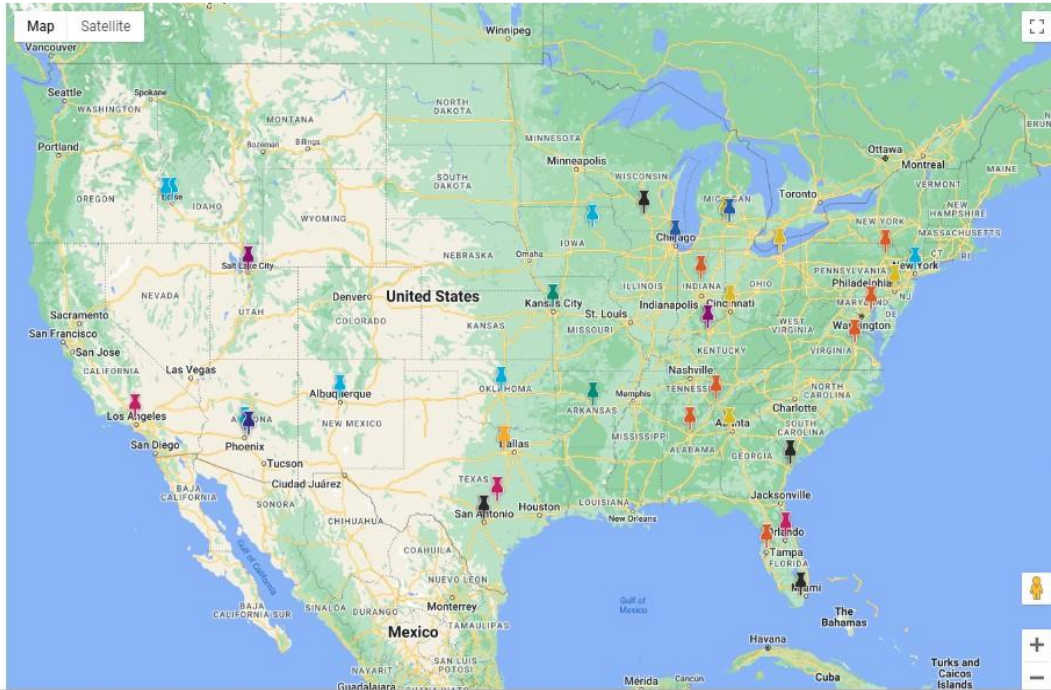 Map Satellite
Winnipeg
Vancouver
Seattle
Spokane
WASHINGTON
NORTH
DAKOTA
MONTANA
Bozeman
Billings
Portland
MINNESOTA
Minneapolis
Ottawa
Montreal
MAINE
WISCONSIN
SOUTH
DAKOTA
Toronto
VERMONT
NEW
HAMPSHIRE
MASSACHUSETTS
OREGON
IDAHO
WYOMING
NEW YORK
CT
RI
Chicago
IOWA
Salt Lake City
NEBRASKA
Omaha
PENNSYLVANIA
New York
Philadelphia
NJ
ILLINOIS
INDIANA
OHIO
Indianapolis
Cincinnati
MARYLAND
DE
NEVADA
Denver
United States
Kansas City
St. Louis
WEST
VIRGINIA
Washington
UTAH
COLORADO
KANSAS
MISSOURI
KENTUCKY
VIRGINIA
Sacramento
San Francisco
San Jose
CALIFORNIA
Las Vegas
Nashville
TENNESSEE
NORTH
CAROLINA
Charlotte
Albuquerque
OKLAHOMA
ARKANSAS
Memphis
Los Angeles
NEW MEXICO
Phoenix
Dallas
MISSISSIPPI
ALABAMA
Atlanta
SOUTH
CAROLINA
GEORGIA
San Diego
Tucson
Ciudad Juárez
BAJA
CALIFORNIA
SONORA
TEXAS
LOUISIANA
Jacksonville
San Antonio
Houston
New Orleans
CHIHUAHUA
COAHUILA
Orlando
Tampa
FLORIDA
Miami
Gulf of
California
NUEVO LEON
Gulf of
Mexico
BAJA
CALIFORNIA SUR
SINALOA
DURANGO
Monterrey
TAMAULIPAS
The
Bahamas
Mexico
Havana
SAN LUIS
POTOSI
NAYARIT
Guadalajara
Mérida
Cancún
Cuba
Turks and
Caicos
Islands